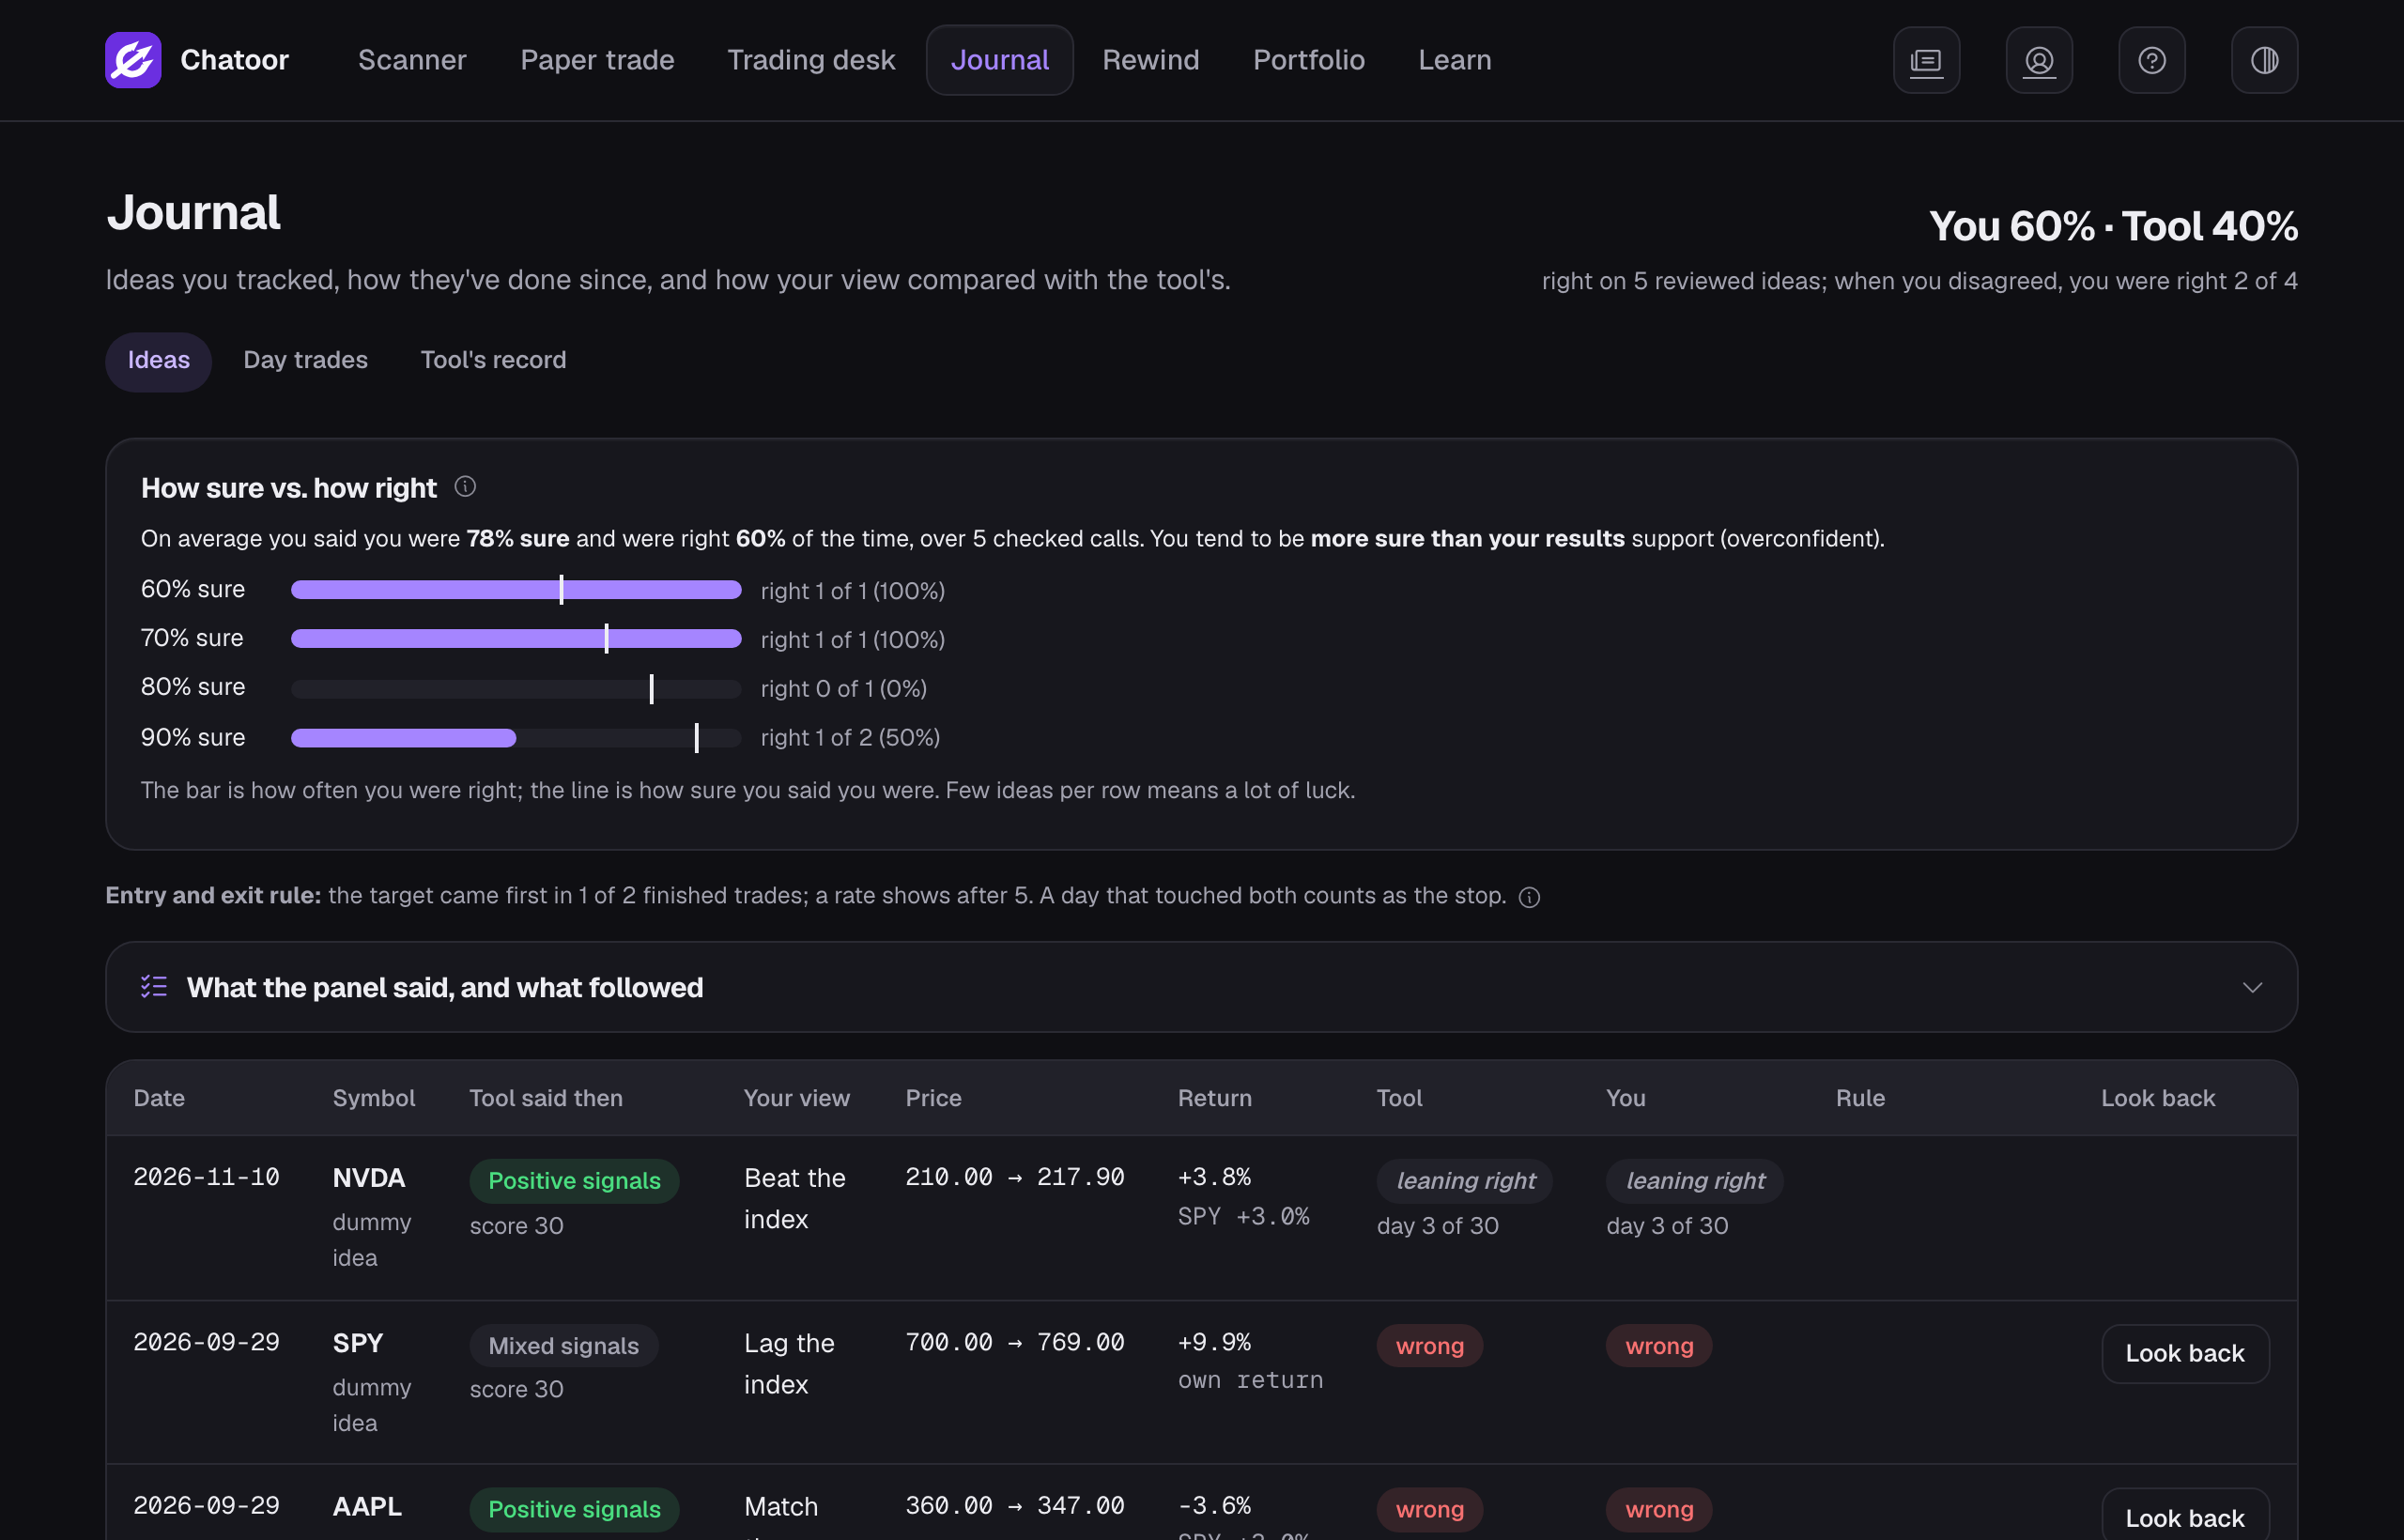 Chatoor Scanner Paper trade Trading desk Journal Rewind Portfolio Learn
Journal
You 60% · Tool 40%
Ideas you tracked, how they've done since, and how your view compared with the tool's.
right on 5 reviewed ideas; when you disagreed, you were right 2 of 4
Ideas Day trades Tool's record
How sure vs. how right
On average you said you were 78% sure and were right 60% of the time, over 5 checked calls. You tend to be more sure than your results support (overconfident).
60% sure right 1 of 1 (100%)
70% sure right 1 of 1 (100%)
80% sure right 0 of 1 (0%)
90% sure right 1 of 2 (50%)
The bar is how often you were right; the line is how sure you said you were. Few ideas per row means a lot of luck.
Entry and exit rule: the target came first in 1 of 2 finished trades; a rate shows after 5. A day that touched both counts as the stop.
What the panel said, and what followed
Date Symbol Tool said then Your view Price Return Tool You Rule Look back
2026-11-10 NVDA Positive signals Beat the 210.00 → 217.90 +3.8% leaning right leaning right
dummy score 30 index SPY +3.0% day 3 of 30 day 3 of 30
idea
2026-09-29 SPY Mixed signals Lag the 700.00 → 769.00 +9.9% wrong wrong Look back
dummy score 30 index own return
idea
2026-09-29 AAPL Positive signals Match 360.00 → 347.00 -3.6% wrong wrong Look back